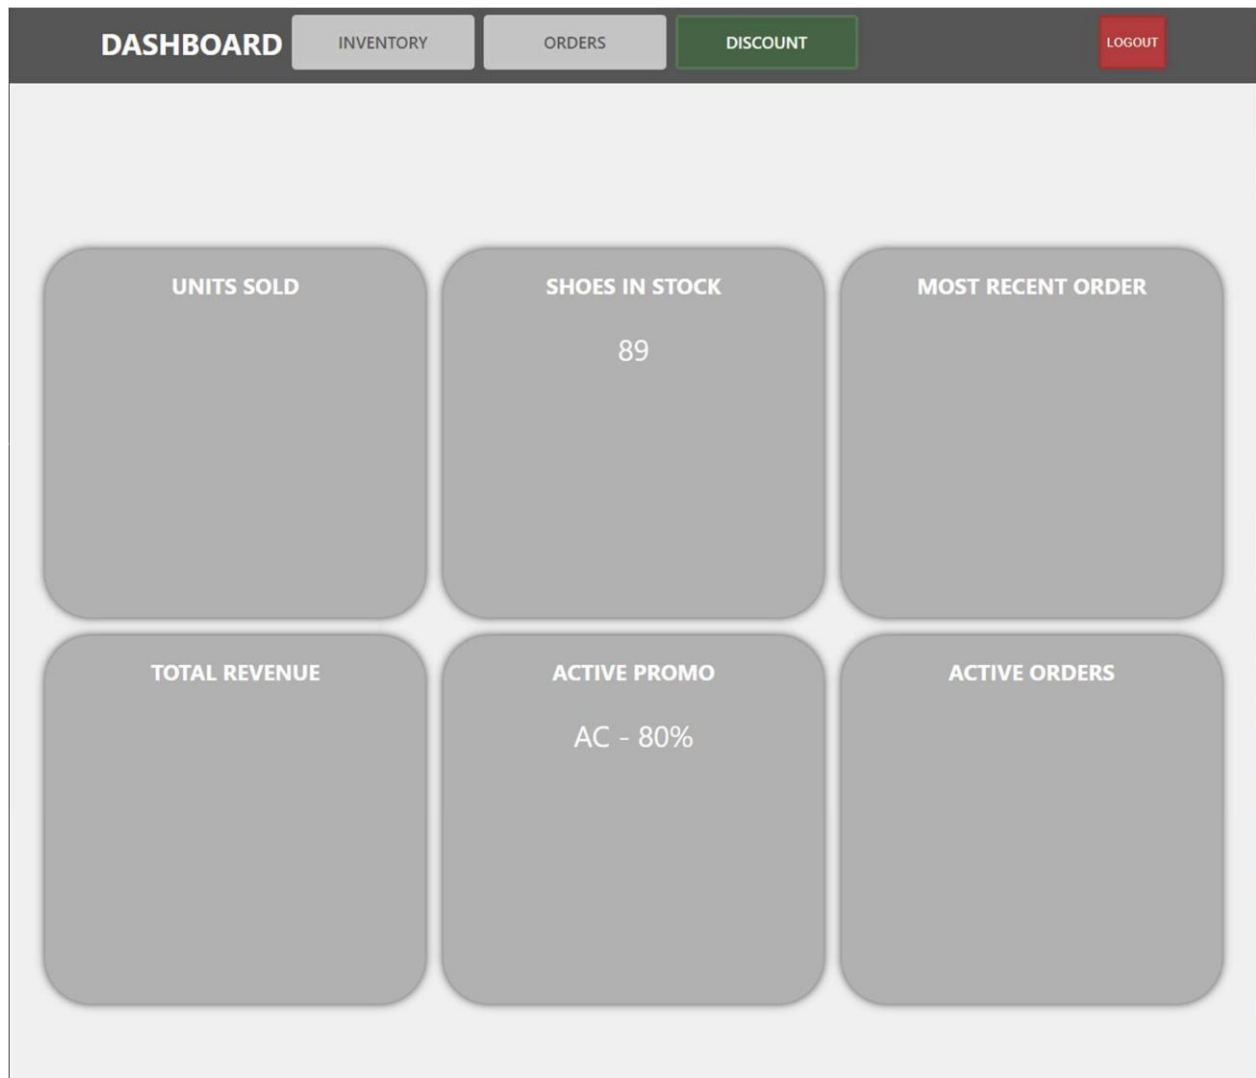 DASHBOARD INVENTORY ORDERS DISCOUNT LOGOUT
UNITS SOLD
SHOES IN STOCK
89
MOST RECENT ORDER
TOTAL REVENUE
ACTIVE PROMO
AC - 80%
ACTIVE ORDERS